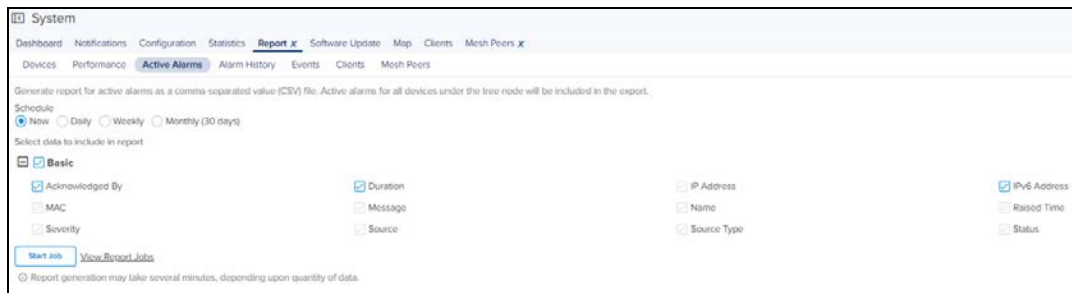 System
Dashboard Notifications Configuration Statistics Report X Software Update Map Clients Mesh Peers X
Devices Performance Active Alarms Alarm History Events Clients Mesh Peers
Generate report for active alarms as a comma separated value (CSV) file. Active alarms for all devices under the tree node will be included in the export.
Schedule
Now Daily Weekly Monthly (30 days)
Select data to include in report
Basic
Acknowledged By Duration IP Address IPv6 Address
MAC Message Name Raised Time
Severity Source Source Type Status
Start Job View Report Jobs
Report generation may take several minutes, depending upon quantity of data.